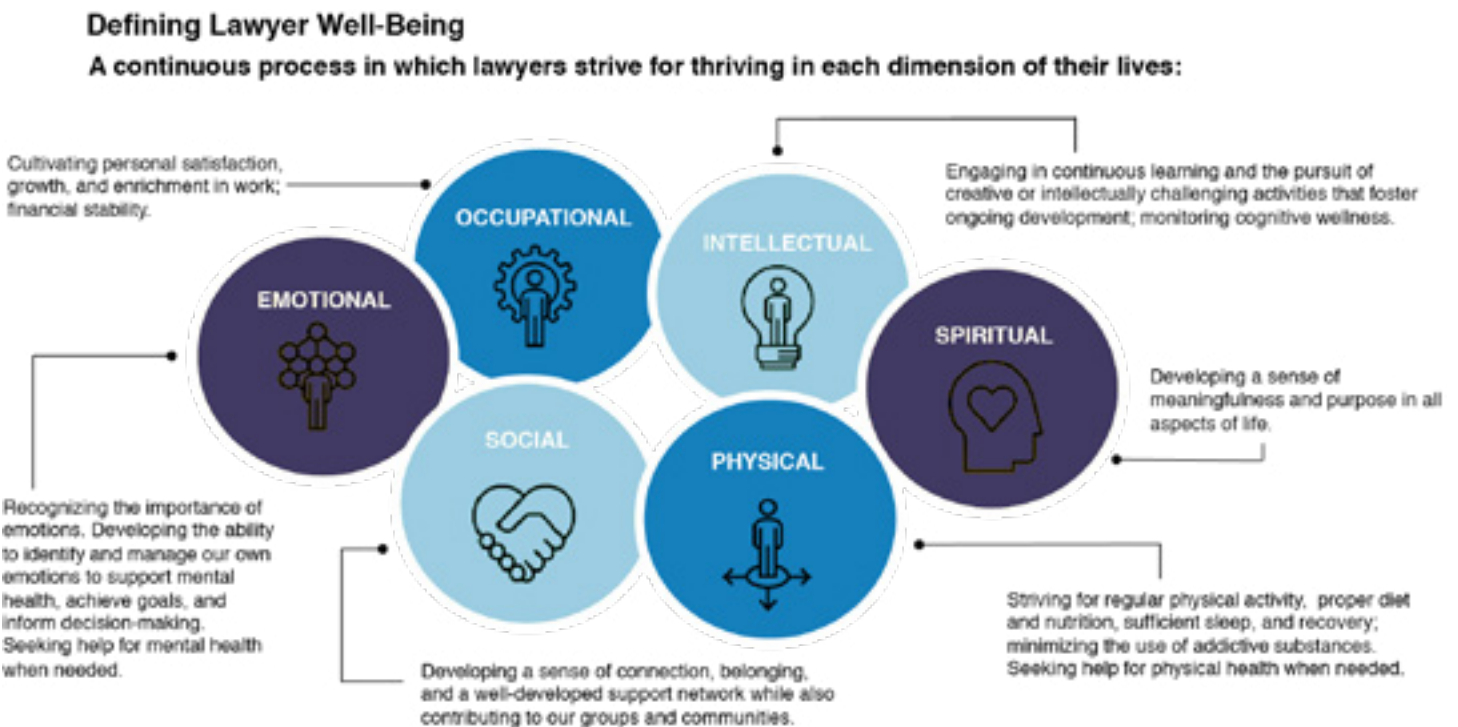 Defining Lawyer Well-Being
A continuous process in which lawyers strive for thriving in each dimension of their lives:
Cultivating personal satisfaction,
growth, and enrichment in work;
financial stability.
OCCUPATIONAL
INTELLECTUAL
Engaging in continuous learning and the pursuit of
creative or intellectually challenging activities that foster
ongoing development; monitoring cognitive wellness.
EMOTIONAL
SPIRITUAL
Developing a sense of
meaningfulness and purpose in all
aspects of life.
SOCIAL
PHYSICAL
Recognizing the importance of
emotions. Developing the ability
to identify and manage our own
emotions to support mental
health, achieve goals, and
inform decision-making.
Seeking help for mental health
when needed.
Developing a sense of connection, belonging,
and a well-developed support network while also
contributing to our groups and communities.
Striving for regular physical activity, proper diet
and nutrition, sufficient sleep, and recovery;
minimizing the use of addictive substances.
Seeking help for physical health when needed.